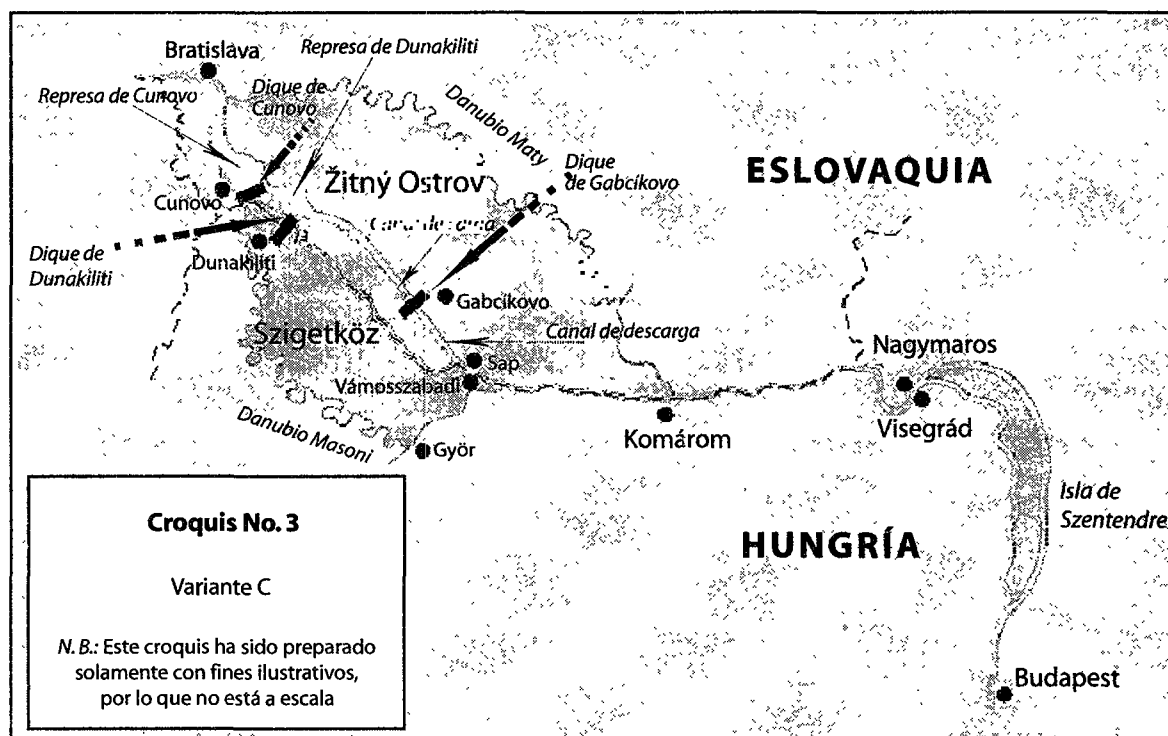 Bratislava
Represa de Dunakiliti
Represa de Cunovo
Dique de
Cunovo
Danubio Maty
Dique
de Gabcíkovo
ESLOVAQUIA
Žitný Ostrov
Cunovo
Dique de
Dunakiliti
Dunakiliti
Gabcíkovo
Szigetköz
Canal de descarga
Sap
Vámosszabadi
Nagymaros
Visegrád
Komárom
Danubio Masoni
Györ
Isla de
Szentendre
HUNGRÍA
Budapest
Croquis No. 3
Variante C
N. B.: Este croquis ha sido preparado
solamente con fines ilustrativos,
por lo que no está a escala